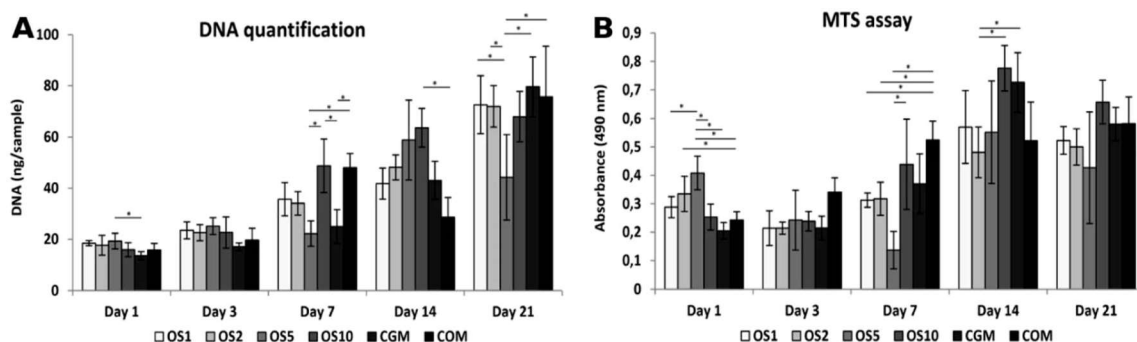 A
DNA quantification
DNA (ng/sample)
100
80
60
40
20
0
* * * * * * * * * * *
Day 1 Day 3 Day 7 Day 14 Day 21
OS1 OS2 OS5 OS10 CGM COM
B
MTS assay
Absorbance (490 nm)
0,9
0,8
0,7
0,6
0,5
0,4
0,3
0,2
0,1
0
* * * * * * * * * *
Day 1 Day 3 Day 7 Day 14 Day 21
OS1 OS2 OS5 OS10 CGM COM